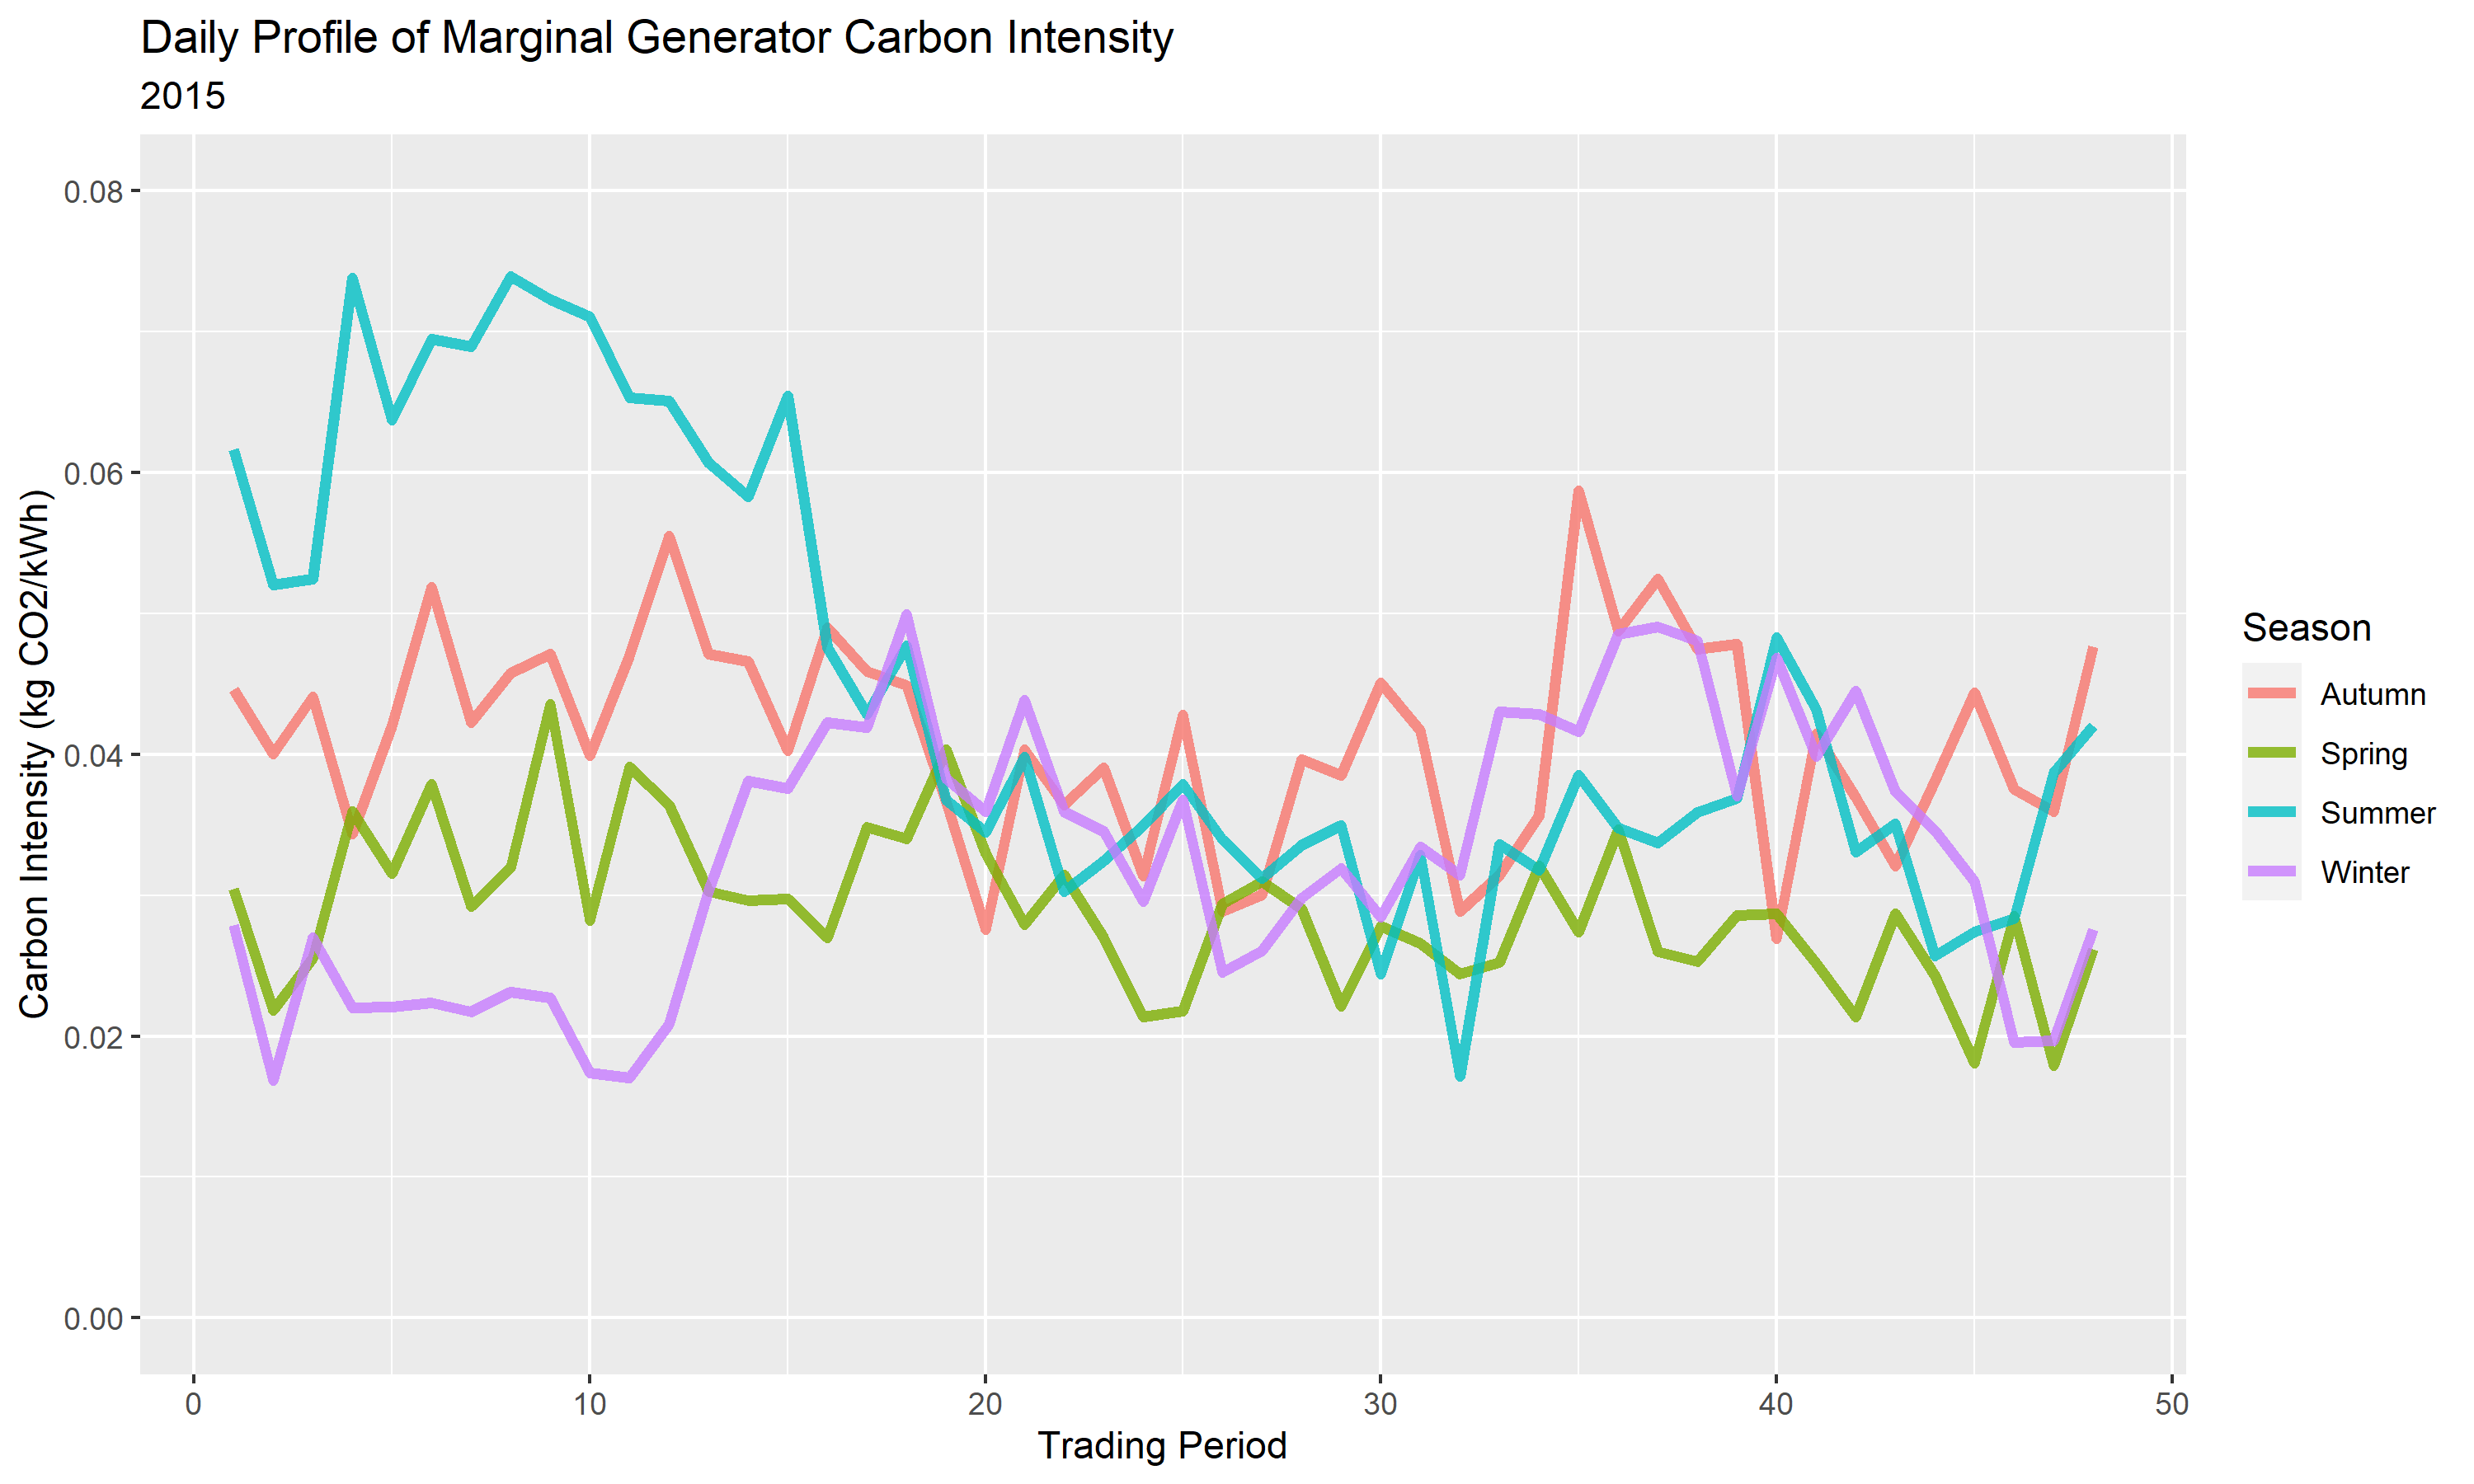 Daily Profile of Marginal Generator Carbon Intensity
2015
Carbon Intensity (kg CO2/kWh)
0.08
0.06
0.04
0.02
0.00
0
10
20
30
40
50
Trading Period
Season
Autumn
Spring
Summer
Winter